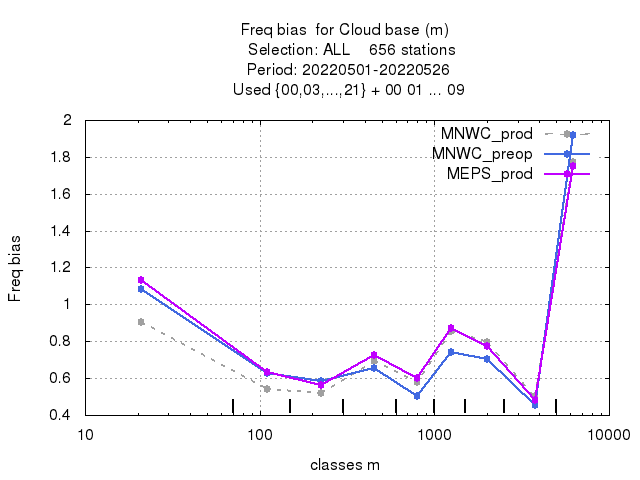 Freq bias  for Cloud base (m)
Selection: ALL    656 stations
Period: 20220501-20220526
Used {00,03,...,21} + 00 01 ... 09
MNWC_prod
MNWC_preop
MEPS_prod
Freq bias
2
1.8
1.6
1.4
1.2
1
0.8
0.6
0.4
10
100
1000
10000
classes m